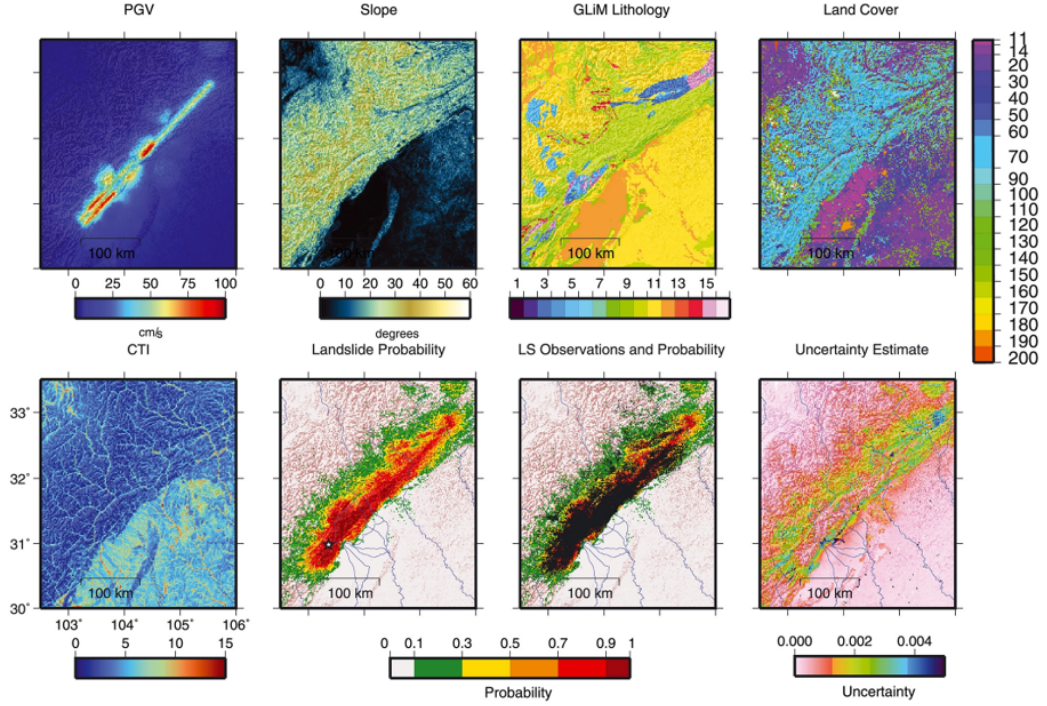 PGV Slope GLiM Lithology Land Cover
100 km 100 km 100 km 100 km
0 25 50 75 100
cm/s
0 10 20 30 40 50 60
degrees
1 3 5 7 9 11 13 15
11
14
20
30
40
60
70
90
100
120
130
140
150
160
170
180
190
200
CTI Landslide Probability LS Observations and Probability Uncertainty Estimate
33°
32°
31°
30°
100 km 100 km 100 km 100 km
103° 104° 105° 106°
0 5 10 15
0 0.1 0.3 0.5 0.7 0.9 1
Probability
0.000 0.002 0.004
Uncertainty